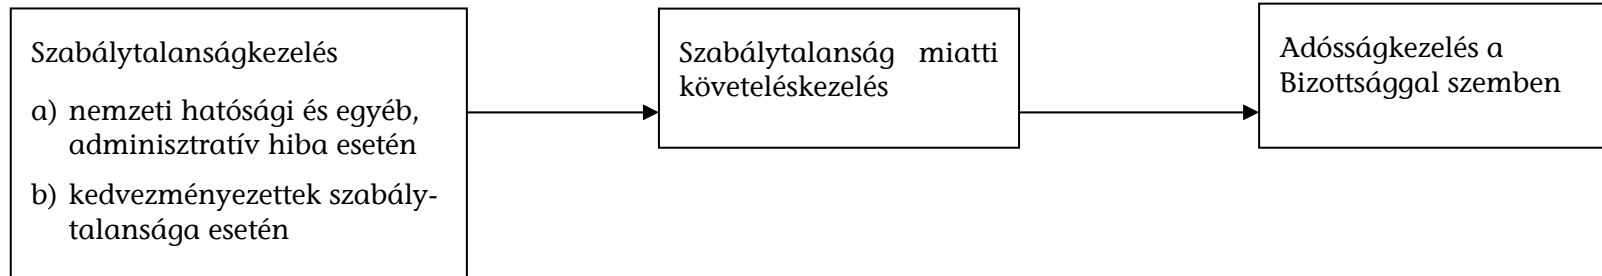 Szabálytalanságkezelés
a) nemzeti hatósági és egyéb,
adminisztratív hiba esetén
b) kedvezményezettek szabály-
talansága esetén
Szabálytalanság miatti
követeléskezelés
Adósságkezelés a
Bizottsággal szemben